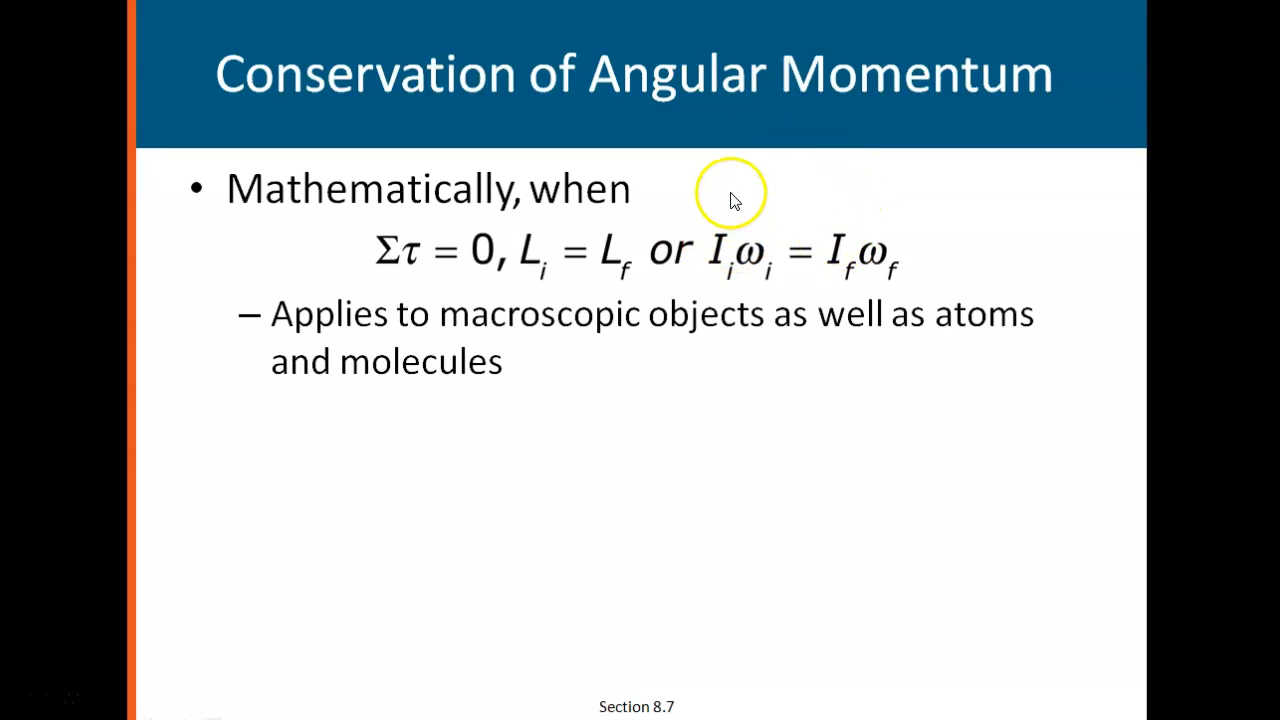 Conservation of Angular Momentum
• Mathematically, when
Στ = 0, L_i = L_f or I_iω_i = I_fω_f
– Applies to macroscopic objects as well as atoms
and molecules
Section 8.7